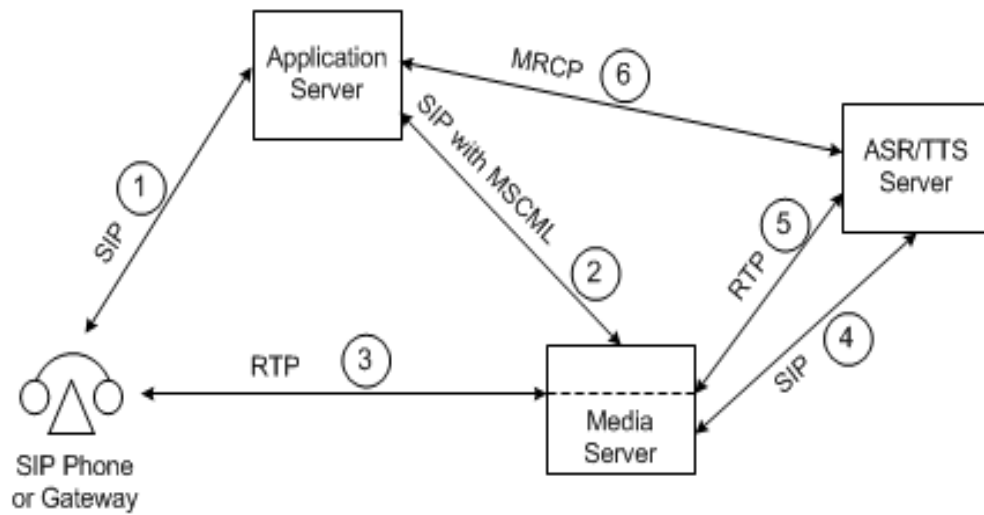 Application
Server
MRCP
6
SIP with MSCML
ASR/TTS
Server
1
SIP
5
RTP
2
4
SIP
RTP
3
Media
Server
SIP Phone
or Gateway